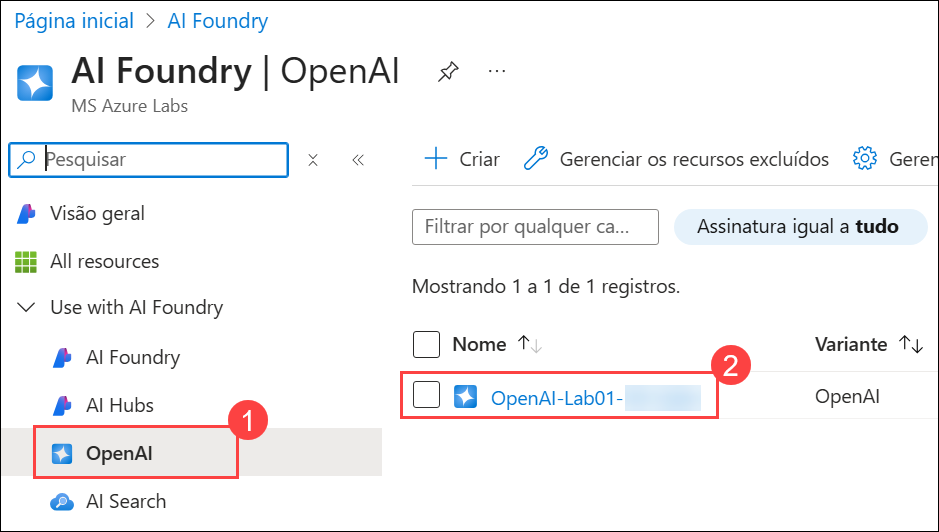 Página inicial > AI Foundry
AI Foundry | OpenAI
MS Azure Labs
Pesquisar
Criar
Gerenciar os recursos excluídos
Geren
Visão geral
All resources
Use with AI Foundry
AI Foundry
AI Hubs
OpenAI
1
AI Search
Filtrar por qualquer ca...
Assinatura igual a tudo
Mostrando 1 a 1 de 1 registros.
Nome
Variante
2
OpenAI-Lab01-
OpenAI